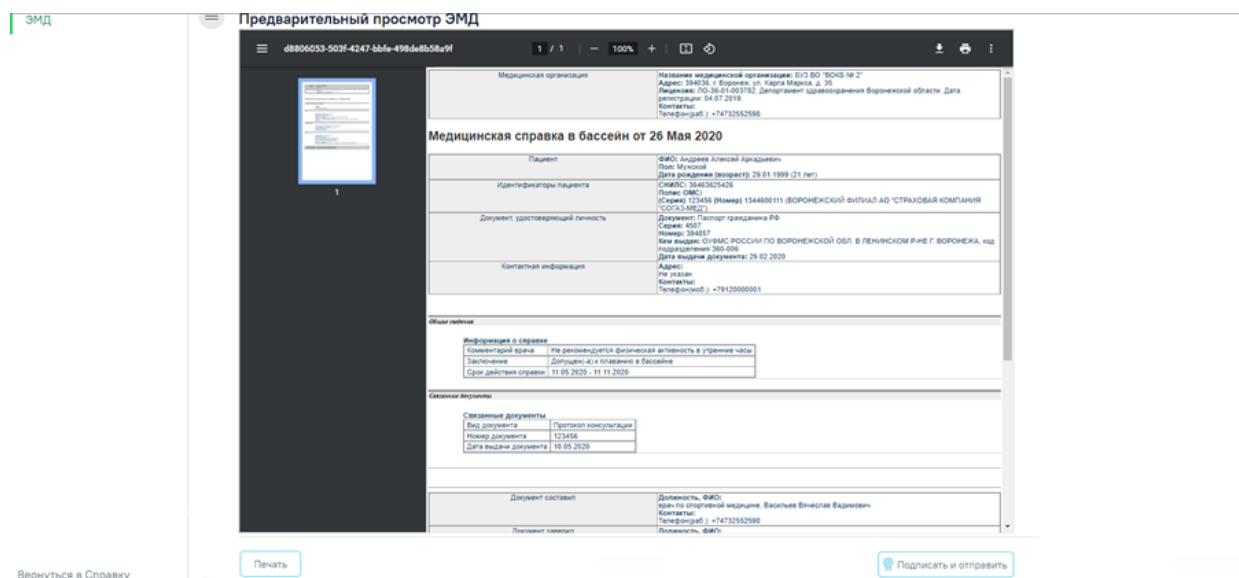 ЭМД
Предварительный просмотр ЭМД
d8806053-503f-4247-bbfe-498de8b58a9f
1 / 1
100%
1
Медицинская организация
Название медицинской организации: БУЗ ВО "ВОКБ № 2"
Адрес: 394036, г. Воронеж, ул. Карла Маркса, д. 35
Лицензия: ЛО-36-01-003782, Департамент здравоохранения Воронежской области. Дата
регистрации: 04.07.2019.
Контакты:
Телефон(раб.): +74732552598
Медицинская справка в бассейн от 26 Мая 2020
Пациент
ФИО: Андреев Алексей Аркадьевич
Пол: Мужской
Дата рождения (возраст): 29.01.1999 (21 лет)
Идентификаторы пациента
СНИЛС: 36463625426
Полис ОМС:
(Серия) 123456 (Номер) 1344600111 (ВОРОНЕЖСКИЙ ФИЛИАЛ АО "СТРАХОВАЯ КОМПАНИЯ
"СОГАЗ-МЕД")
Документ, удостоверяющий личность
Документ: Паспорт гражданина РФ
Серия: 4507
Номер: 394857
Кем выдан: ОУФМС РОССИИ ПО ВОРОНЕЖСКОЙ ОБЛ. В ЛЕНИНСКОМ Р-НЕ Г. ВОРОНЕЖА, код
подразделения 360-006
Дата выдачи документа: 29.02.2020
Контактная информация
Адрес:
Не указан
Контакты:
Телефон(моб.): +79120000001
Общие сведения
Информация о справке
Комментарий врача Не рекомендуется физическая активность в утренние часы
Заключение Допущен(-а) к плаванию в бассейне
Срок действия справки 11.05.2020 - 11.11.2020
Связанные документы
Связанные документы
Вид документа Протокол консультации
Номер документа 123456
Дата выдачи документа 10.05.2020
Документ составил
Должность, ФИО:
врач по спортивной медицине, Васильев Вячеслав Вадимович
Контакты:
Телефон(раб.): +74732552598
Документ заверил
Должность, ФИО:
Печать
Подписать и отправить
Вернуться в Справку